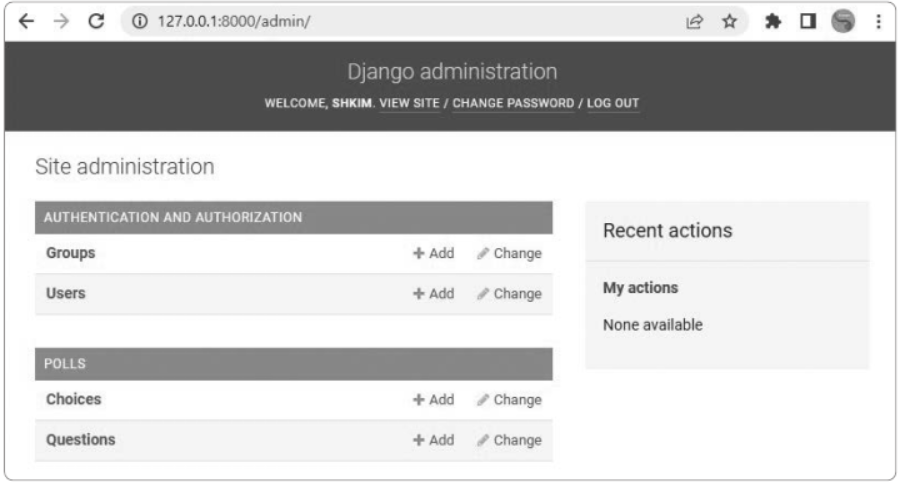 127.0.0.1:8000/admin/
Django administration
WELCOME, SHKIM. VIEW SITE / CHANGE PASSWORD / LOG OUT
Site administration
AUTHENTICATION AND AUTHORIZATION
Groups + Add Change
Users + Add Change
POLLS
Choices + Add Change
Questions + Add Change
Recent actions
My actions
None available